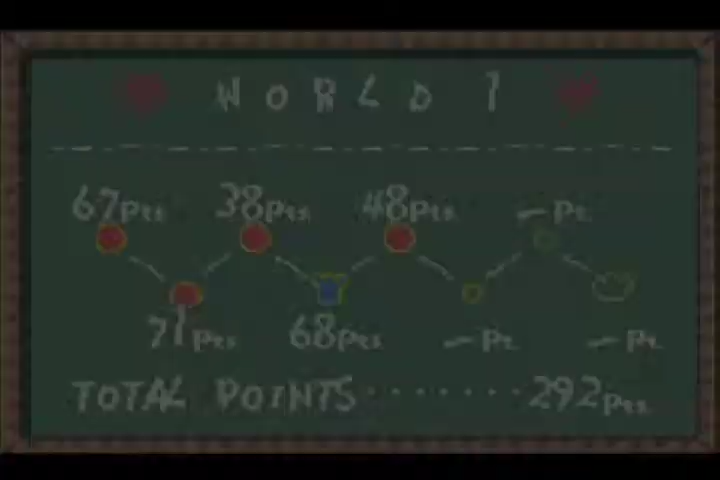 WORLD 1
67pts. 38pts. 48pts. -pt.
71pts. 68pts. -pt. -pt.
TOTAL POINTS.......292pts.